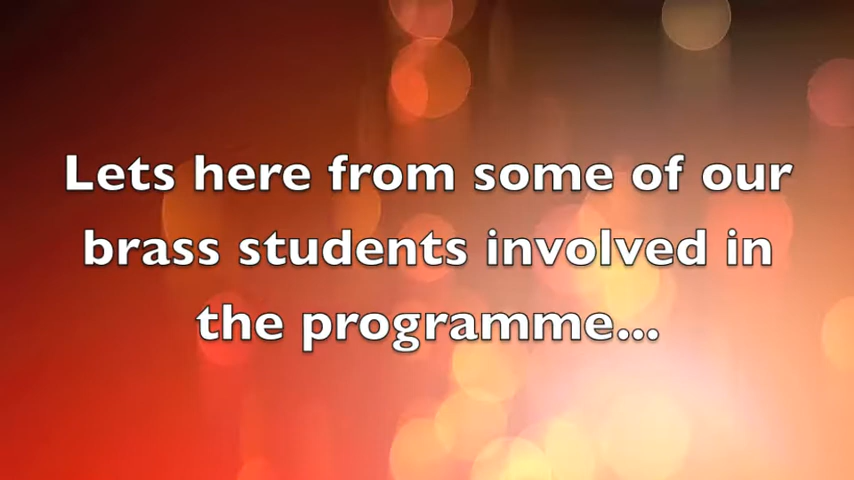 Lets here from some of our
brass students involved in
the programme...